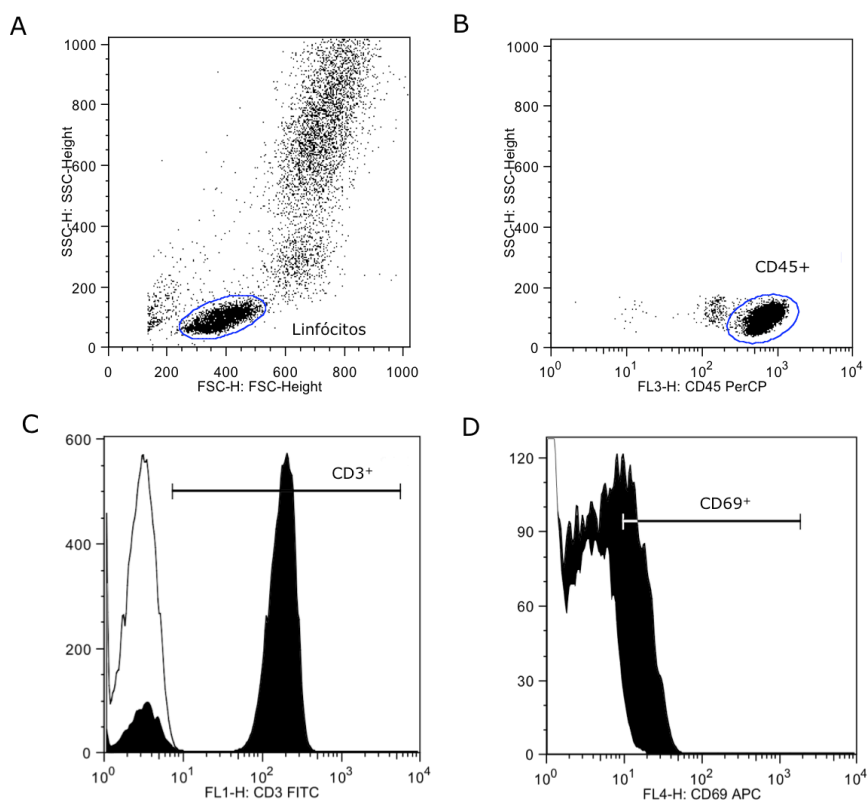 A
1000
800
600
400
200
0
SSC-H: SSC-Height
Linfócitos
0 200 400 600 800 1000
FSC-H: FSC-Height
B
1000
800
600
400
200
0
SSC-H: SSC-Height
CD45+
10⁰ 10¹ 10² 10³ 10⁴
FL3-H: CD45 PerCP
C
600
400
200
0
CD3⁺
10⁰ 10¹ 10² 10³ 10⁴
FL1-H: CD3 FITC
D
120
90
60
30
0
CD69⁺
10⁰ 10¹ 10² 10³ 10⁴
FL4-H: CD69 APC